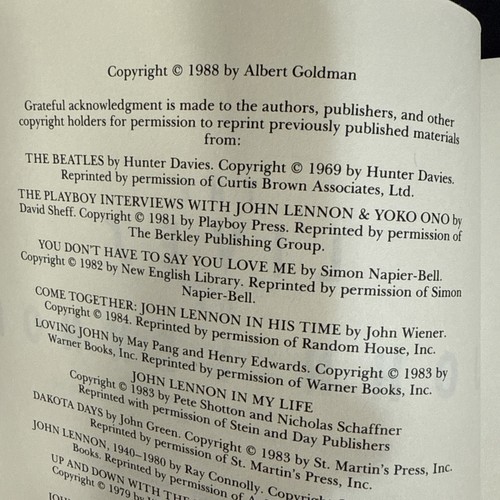 Copyright © 1988 by Albert Goldman
Grateful acknowledgment is made to the authors, publishers, and other
copyright holders for permission to reprint previously published materials
from:
THE BEATLES by Hunter Davies. Copyright © 1969 by Hunter Davies.
Reprinted by permission of Curtis Brown Associates, Ltd.
THE PLAYBOY INTERVIEWS WITH JOHN LENNON & YOKO ONO by
David Sheff. Copyright © 1981 by Playboy Press. Reprinted by permission of
The Berkley Publishing Group.
YOU DON'T HAVE TO SAY YOU LOVE ME by Simon Napier-Bell.
Copyright © 1982 by New English Library. Reprinted by permission of Simon
Napier-Bell.
COME TOGETHER: JOHN LENNON IN HIS TIME by John Wiener.
Copyright © 1984. Reprinted by permission of Random House, Inc.
LOVING JOHN by May Pang and Henry Edwards. Copyright © 1983 by
Warner Books, Inc. Reprinted by permission of Warner Books, Inc.
JOHN LENNON IN MY LIFE
Copyright © 1983 by Pete Shotton and Nicholas Schaffner
Reprinted with permission of Stein and Day Publishers
DAKOTA DAYS by John Green. Copyright © 1983 by St. Martin's Press, Inc.
Reprinted by permission of St. Martin's Press, Inc.
JOHN LENNON, 1940–1980 by Ray Connolly. Copyright
Books. Reprinted by permission of
UP AND DOWN WITH THE
Copyright © 1979 by
JOHN